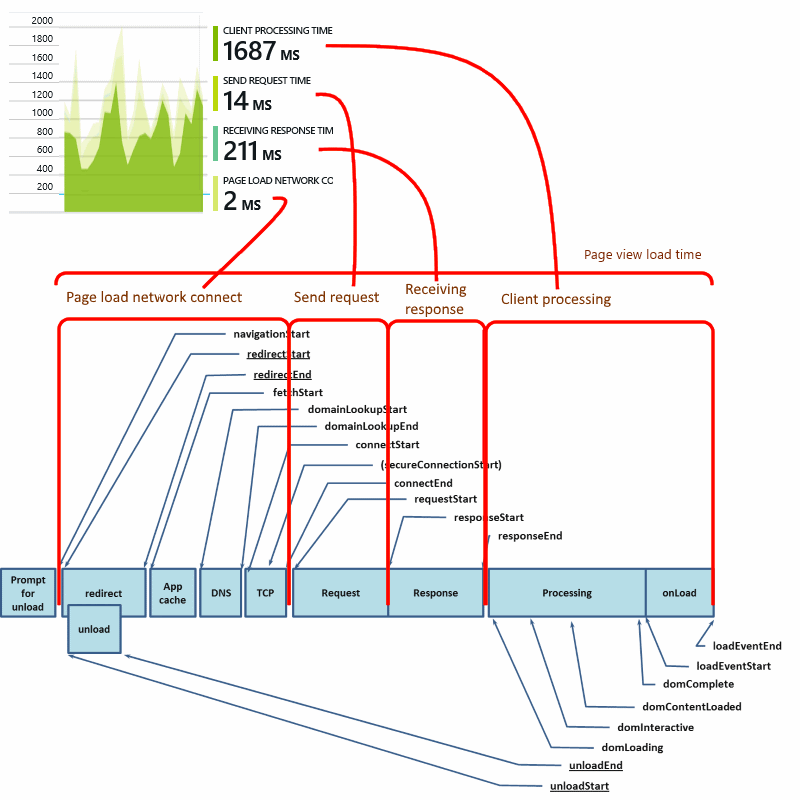 2000
1800
1600
1400
1200
1000
800
600
400
200
CLIENT PROCESSING TIME
1687 MS
SEND REQUEST TIME
14 MS
RECEIVING RESPONSE TIM
211 MS
PAGE LOAD NETWORK CO
2 MS
Page view load time
Page load network connect
Send request
Receiving
response
Client processing
navigationStart
redirectStart
redirectEnd
fetchStart
domainLookupStart
domainLookupEnd
connectStart
(secureConnectionStart)
connectEnd
requestStart
responseStart
responseEnd
Prompt
for
unload
redirect
unload
App
cache
DNS
TCP
Request
Response
Processing
onLoad
loadEventEnd
loadEventStart
domComplete
domContentLoaded
domInteractive
domLoading
unloadEnd
unloadStart